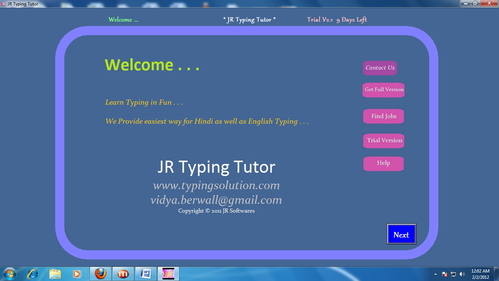 JR Typing Tutor
Welcome ...
* JR Typing Tutor *
Trial V1.1 9 Days Left
Welcome . . .
Contact Us
Get Full Version
Learn Typing in Fun . . .
Find Jobs
We Provide easiest way for Hindi as well as English Typing . . .
Trial Version
JR Typing Tutor
Help
www.typingsolution.com
vidya.berwall@gmail.com
Copyright © 2011 JR Softwares
Next
12:02 AM
2/2/2012